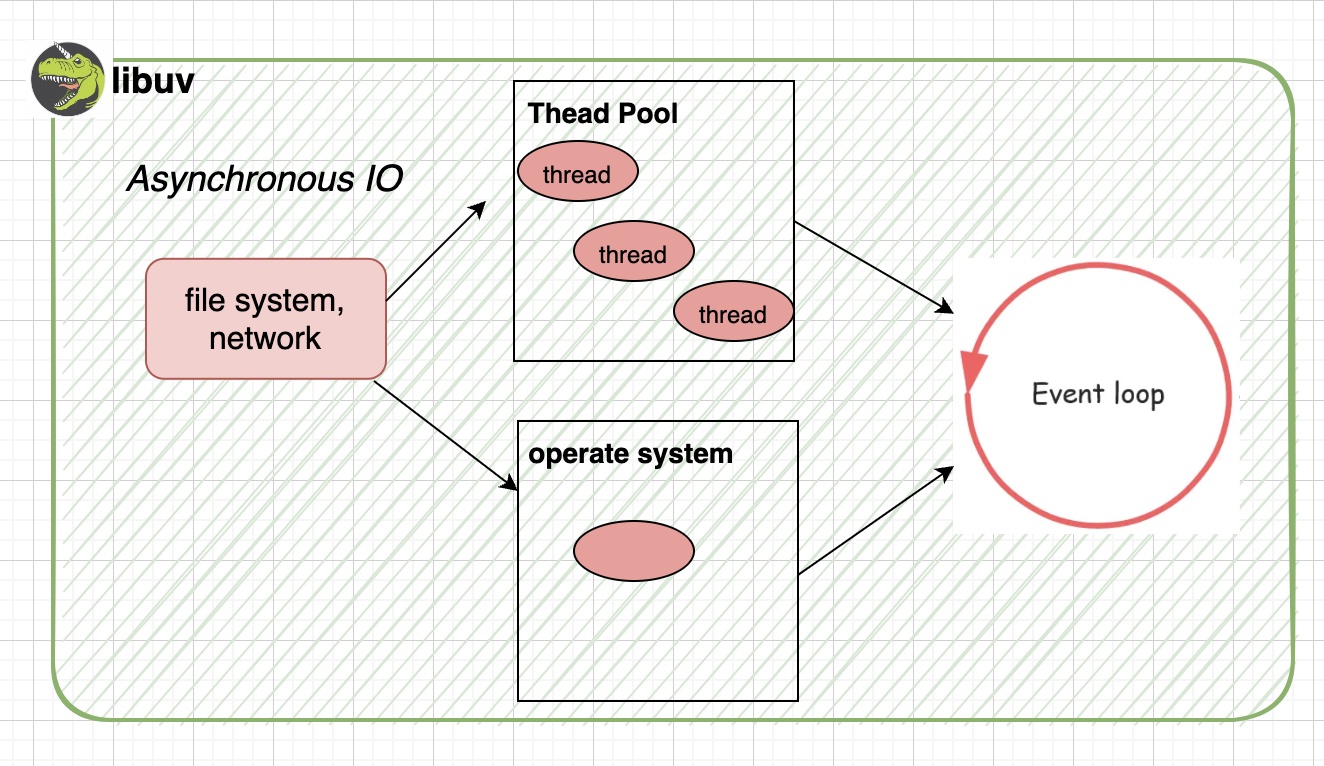 libuv
Asynchronous IO
file system,
network
Thead Pool
thread
thread
thread
operate system
Event loop